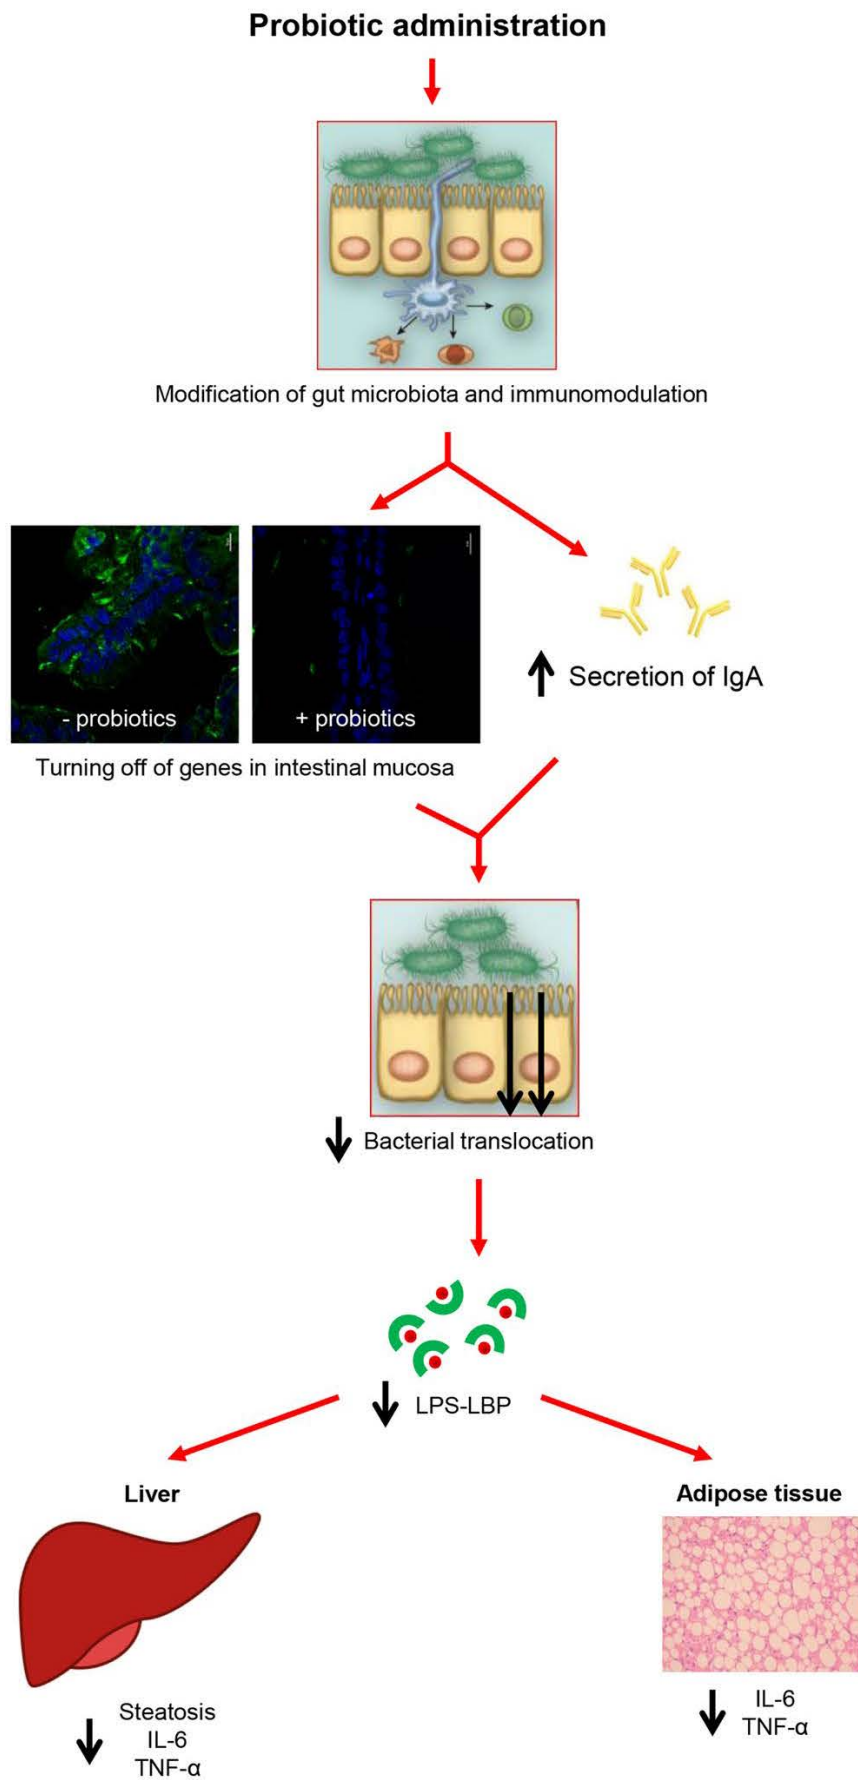 Probiotic administration
Modification of gut microbiota and immunomodulation
- probiotics
+ probiotics
Turning off of genes in intestinal mucosa
Secretion of IgA
Bacterial translocation
LPS-LBP
Liver
Adipose tissue
Steatosis
IL-6
TNF-α
IL-6
TNF-α